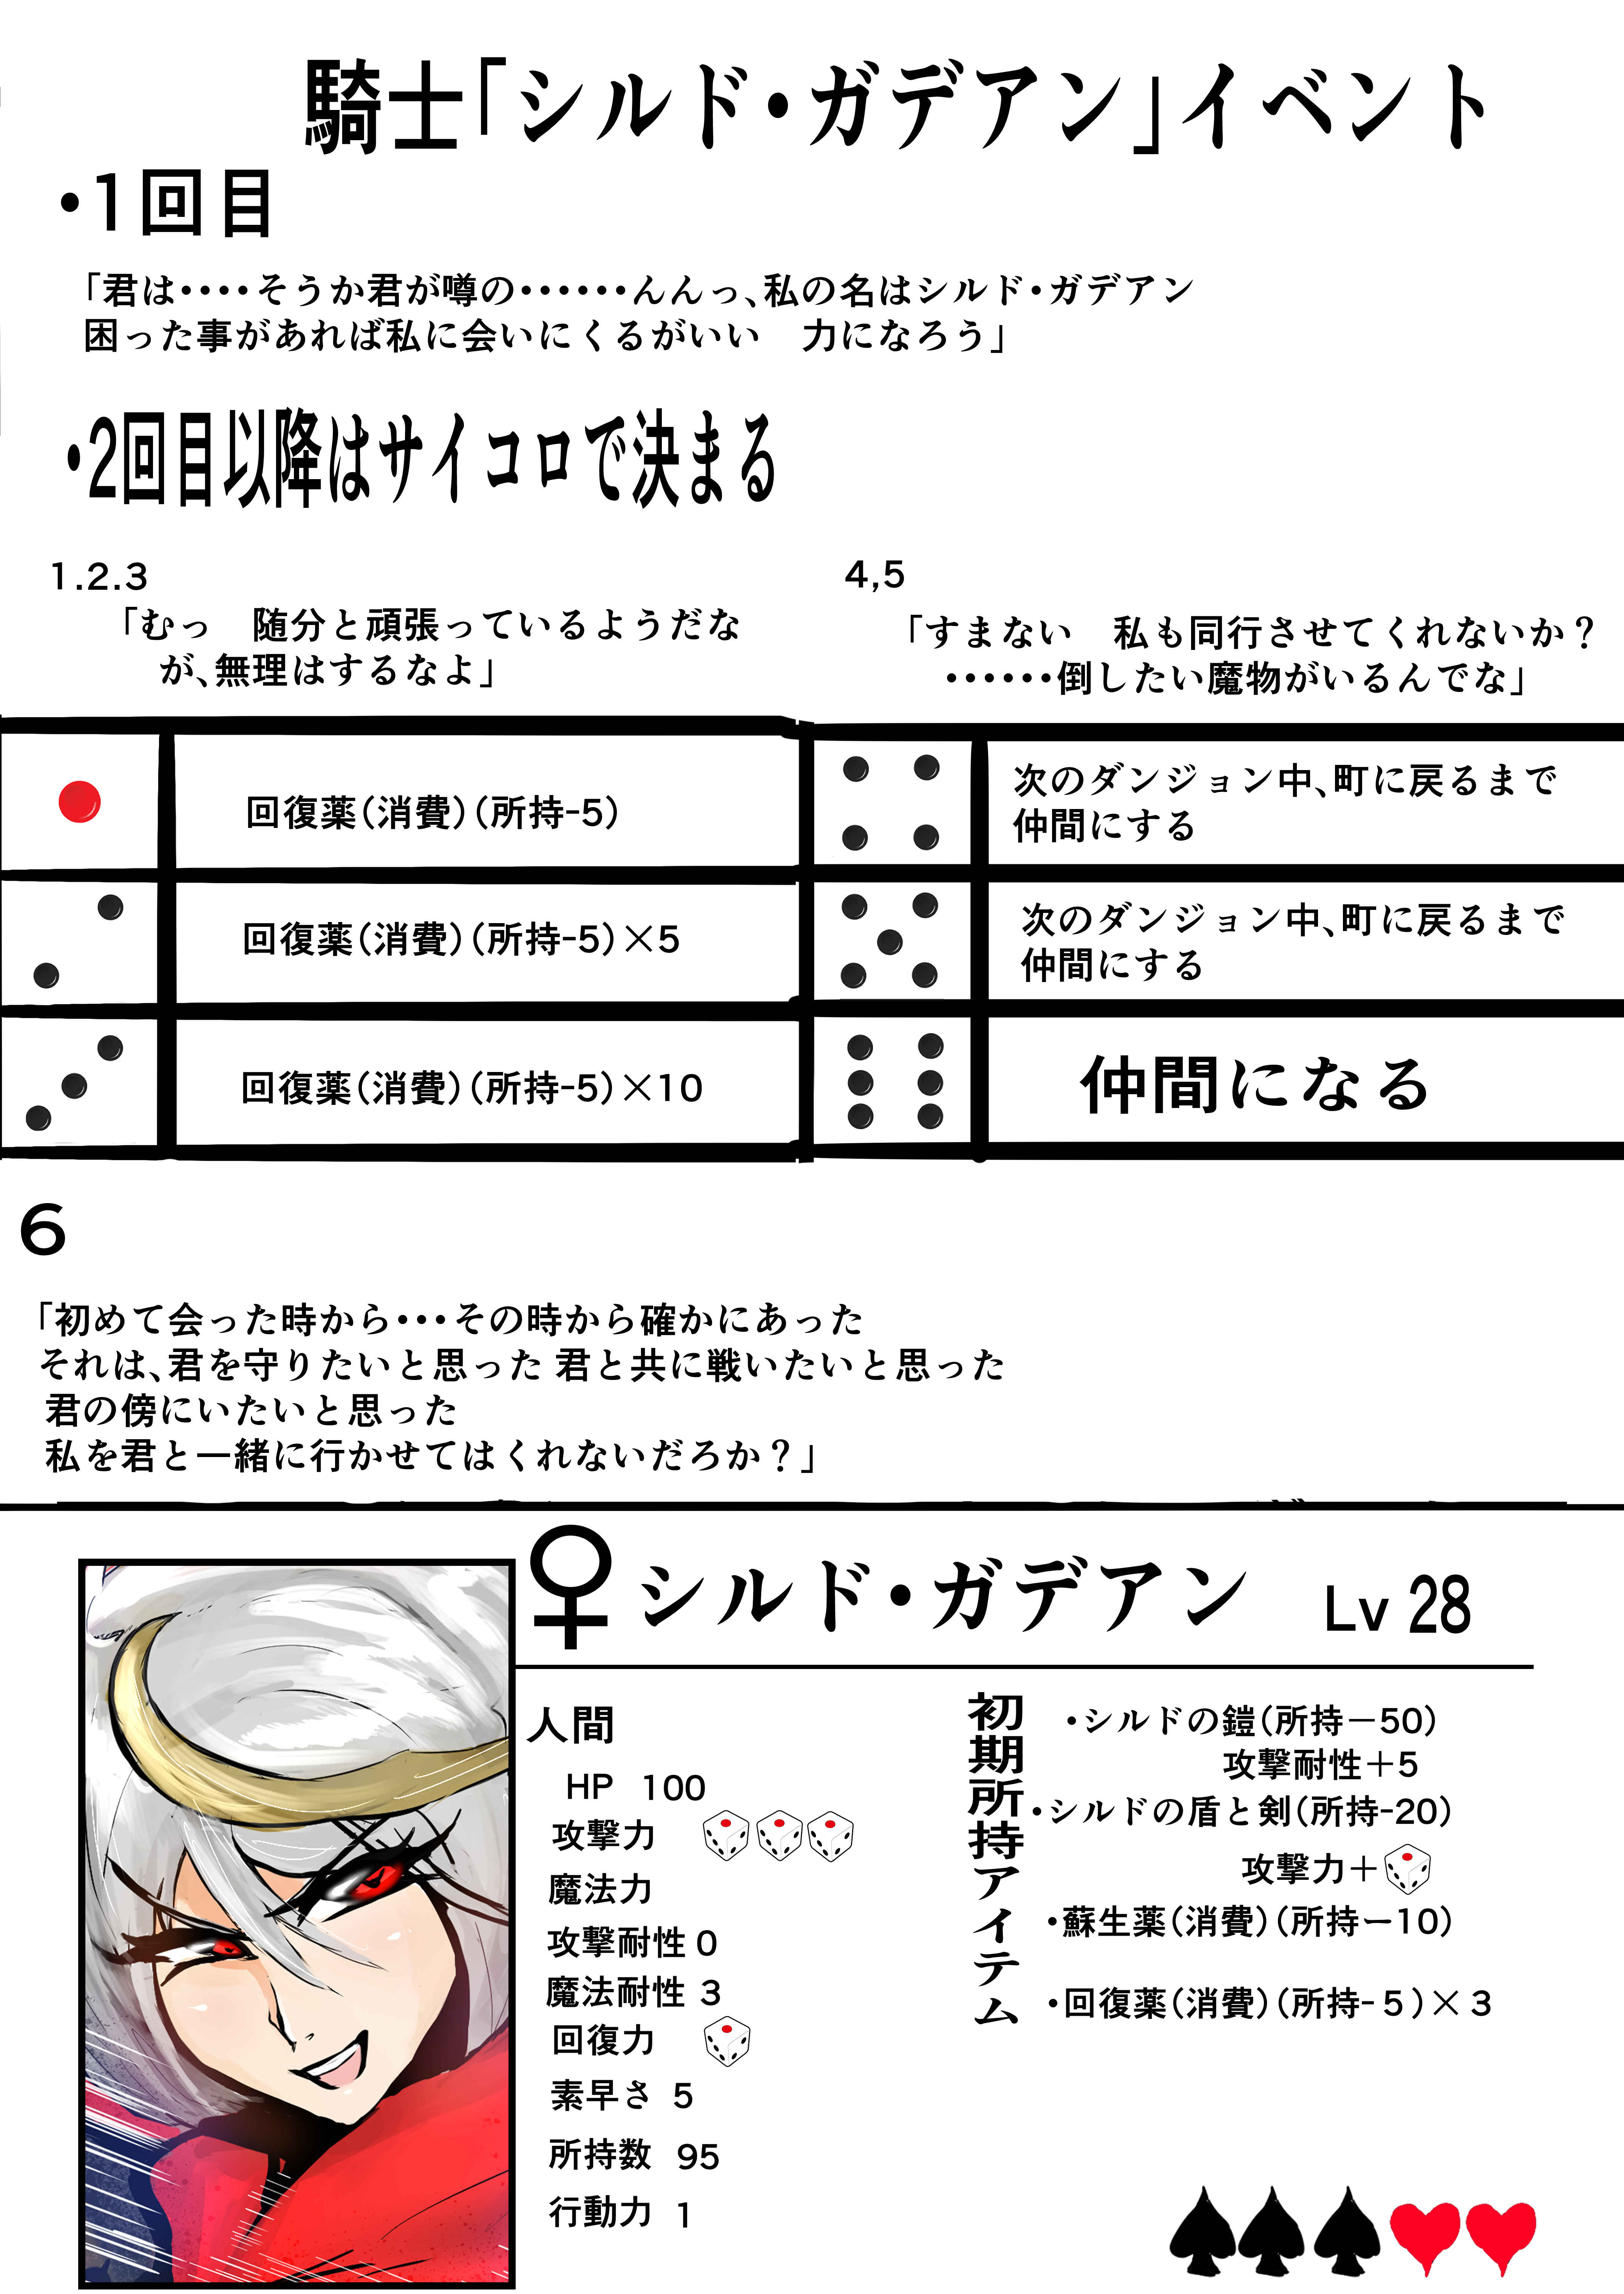 騎士「シルド・ガデアン」イベント
・1回目
「君は・・・・そうか君が噂の・・・・・・んんっ、私の名はシルド・ガデアン
困った事があれば私に会いにくるがいい　力になろう」
・2回目以降はサイコロで決まる
1.2.3
「むっ　随分と頑張っているようだな
が、無理はするなよ」
4,5
「すまない　私も同行させてくれないか？
・・・・・・倒したい魔物がいるんでな」
回復薬(消費)(所持-5)
回復薬(消費)(所持-5)×5
回復薬(消費)(所持-5)×10
次のダンジョン中、町に戻るまで
仲間にする
次のダンジョン中、町に戻るまで
仲間にする
仲間になる
6
「初めて会った時から・・・その時から確かにあった
それは、君を守りたいと思った 君と共に戦いたいと思った
君の傍にいたいと思った
私を君と一緒に行かせてはくれないだろか？」
♀シルド・ガデアン　Lv 28
人間
HP 100
攻撃力
魔法力
攻撃耐性 0
魔法耐性 3
回復力
素早さ 5
所持数 95
行動力 1
初期所持アイテム
・シルドの鎧(所持－50)
攻撃耐性＋5
・シルドの盾と剣(所持-20)
攻撃力＋
・蘇生薬(消費)(所持ー10)
・回復薬(消費)(所持-５)×３